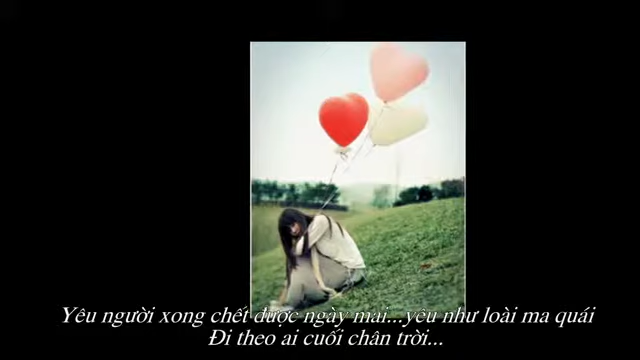 Yêu người xong chết được ngày mai...yêu như loài ma quái
Đi theo ai cuối chân trời...